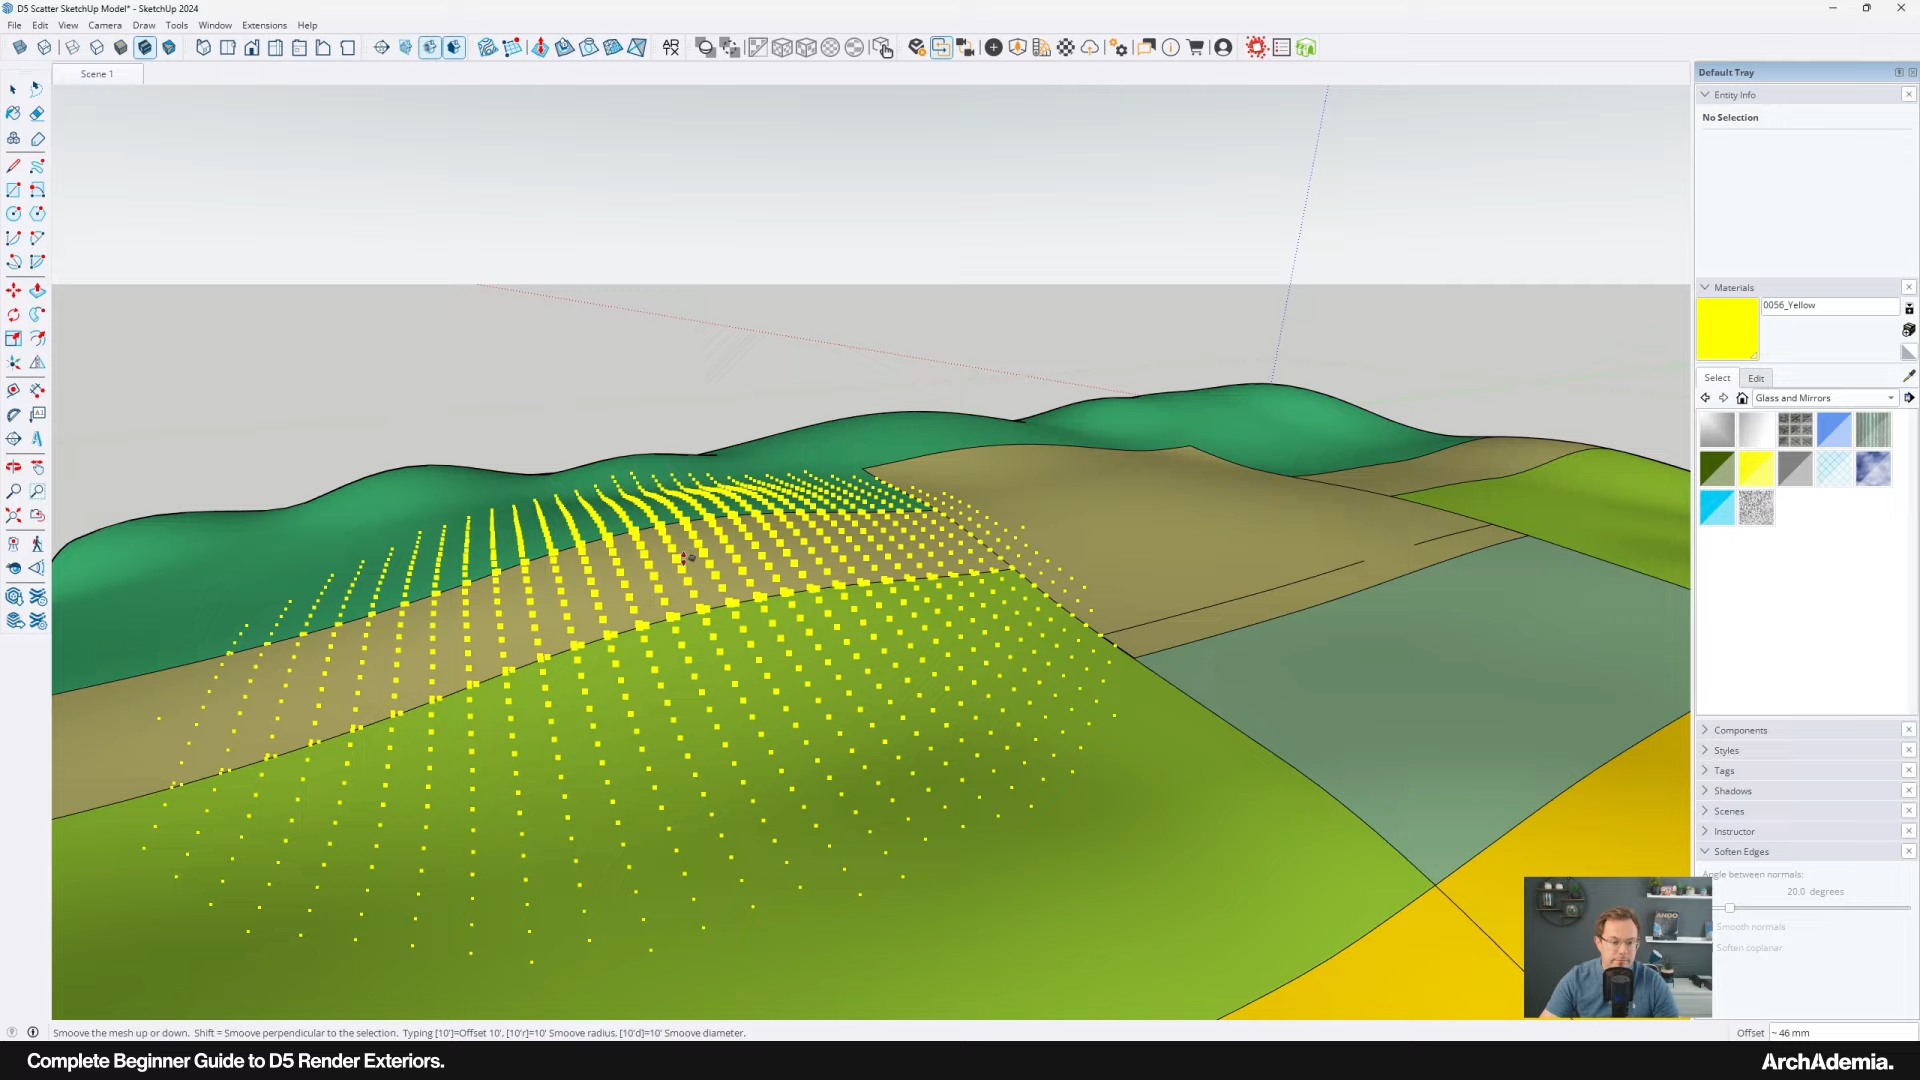 D5 Scatter SketchUp Model* - SketchUp 2024
File Edit View Camera Draw Tools Window Extensions Help
Scene 1
Default Tray
Entity Info
No Selection
Materials
0056_Yellow
Select Edit
Glass and Mirrors
Components
Styles
Tags
Shadows
Scenes
Instructor
Soften Edges
Angle between normals:
20.0 degrees
Smooth normals
Soften coplanar
ANDO
Smoove the mesh up or down. Shift = Smoove perpendicular to the selection. Typing [10']=Offset 10', [10'r]=10' Smoove radius, [10'd]=10' Smoove diameter.
Offset ~ 46 mm
Complete Beginner Guide to D5 Render Exteriors.
ArchAdemia.